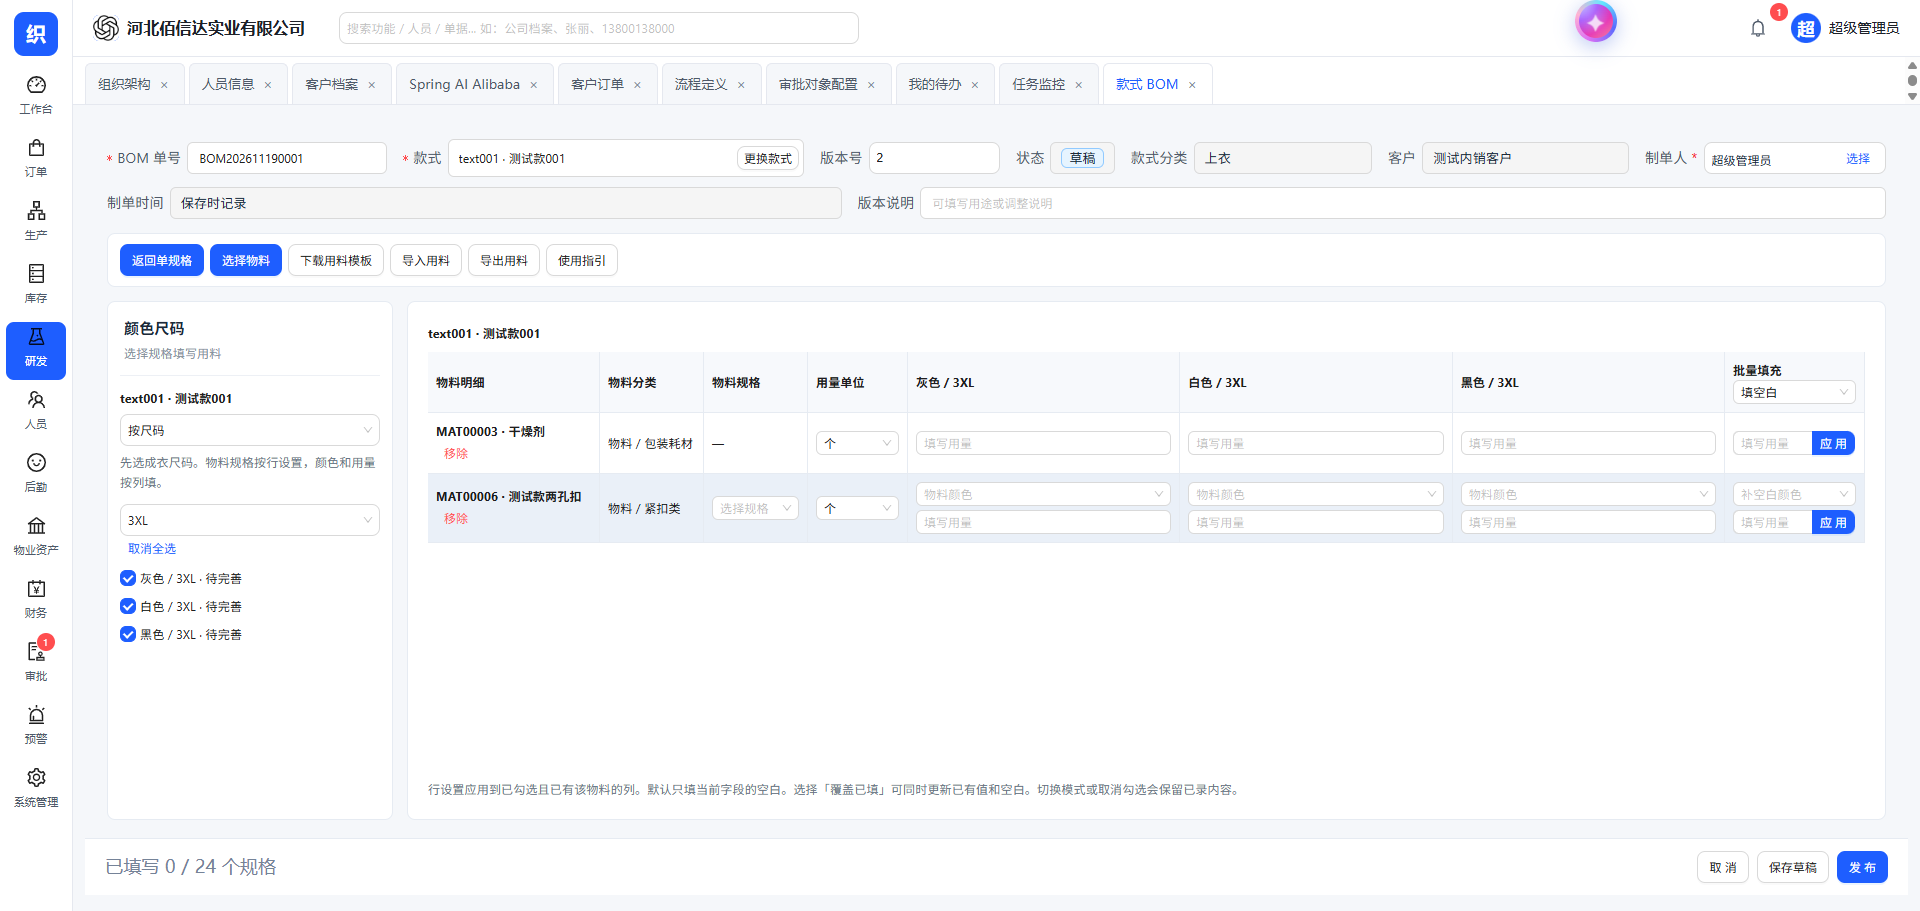 织
河北佰信达实业有限公司
搜索功能 / 人员 / 单据... 如：公司档案、张丽、13800138000
1
超
超级管理员
工作台
订单
生产
库存
研发
人员
后勤
物业资产
财务
1
审批
预警
系统管理
组织架构 ×
人员信息 ×
客户档案 ×
Spring AI Alibaba ×
客户订单 ×
流程定义 ×
审批对象配置 ×
我的待办 ×
任务监控 ×
款式 BOM ×
* BOM 单号 BOM202611190001
* 款式 text001 · 测试款001 更换款式
版本号 2
状态 草稿
款式分类 上衣
客户 测试内销客户
制单人 * 超级管理员 选择
制单时间 保存时记录
版本说明 可填写用途或调整说明
返回单规格 选择物料 下载用料模板 导入用料 导出用料 使用指引
颜色尺码
选择规格填写用料
text001 · 测试款001
按尺码
先选成衣尺码。物料规格按行设置，颜色和用量
按列填。
3XL
取消全选
灰色 / 3XL · 待完善
白色 / 3XL · 待完善
黑色 / 3XL · 待完善
text001 · 测试款001
物料明细 物料分类 物料规格 用量单位 灰色 / 3XL 白色 / 3XL 黑色 / 3XL 批量填充
填空白
MAT00003 · 干燥剂
移除
物料 / 包装耗材 — 个 填写用量 填写用量 填写用量 填写用量 应 用
MAT00006 · 测试款两孔扣
移除
物料 / 紧扣类 选择规格 个
物料颜色 物料颜色 物料颜色 补空白颜色
填写用量 填写用量 填写用量 填写用量 应 用
行设置应用到已勾选且已有该物料的列。默认只填当前字段的空白。选择「覆盖已填」可同时更新已有值和空白。切换模式或取消勾选会保留已录内容。
已填写 0 / 24 个规格
取 消 保存草稿 发 布